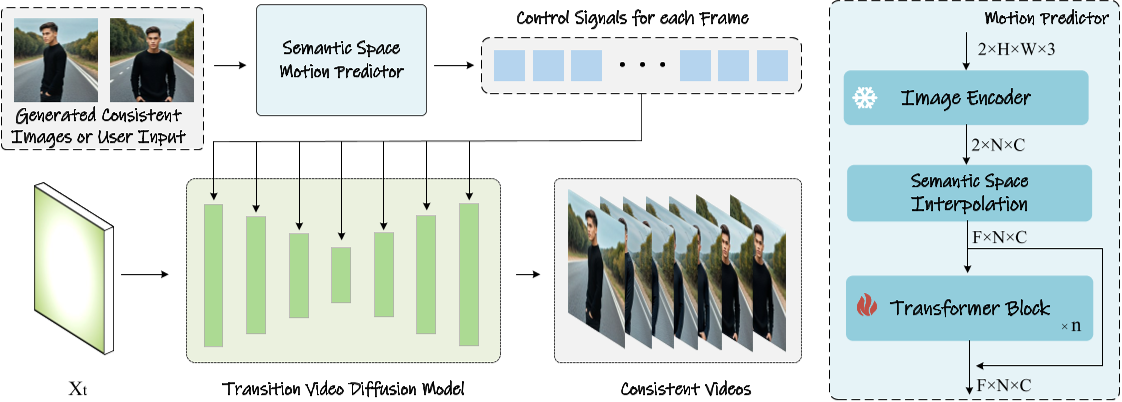 Generated Consistent
Images or User Input
Semantic Space
Motion Predictor
Control Signals for each Frame
Xt
Transition Video Diffusion Model
Consistent Videos
Motion Predictor
2×H×W×3
Image Encoder
2×N×C
Semantic Space
Interpolation
F×N×C
Transformer Block
× n
F×N×C